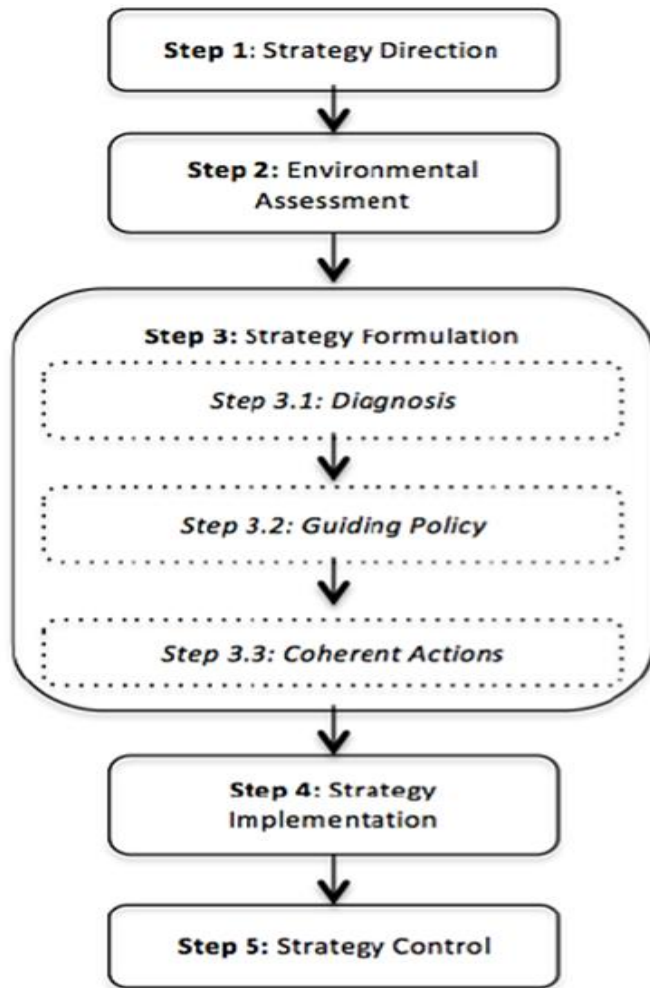 Step 1: Strategy Direction
Step 2: Environmental
Assessment
Step 3: Strategy Formulation
Step 3.1: Diagnosis
Step 3.2: Guiding Policy
Step 3.3: Coherent Actions
Step 4: Strategy
Implementation
Step 5: Strategy Control